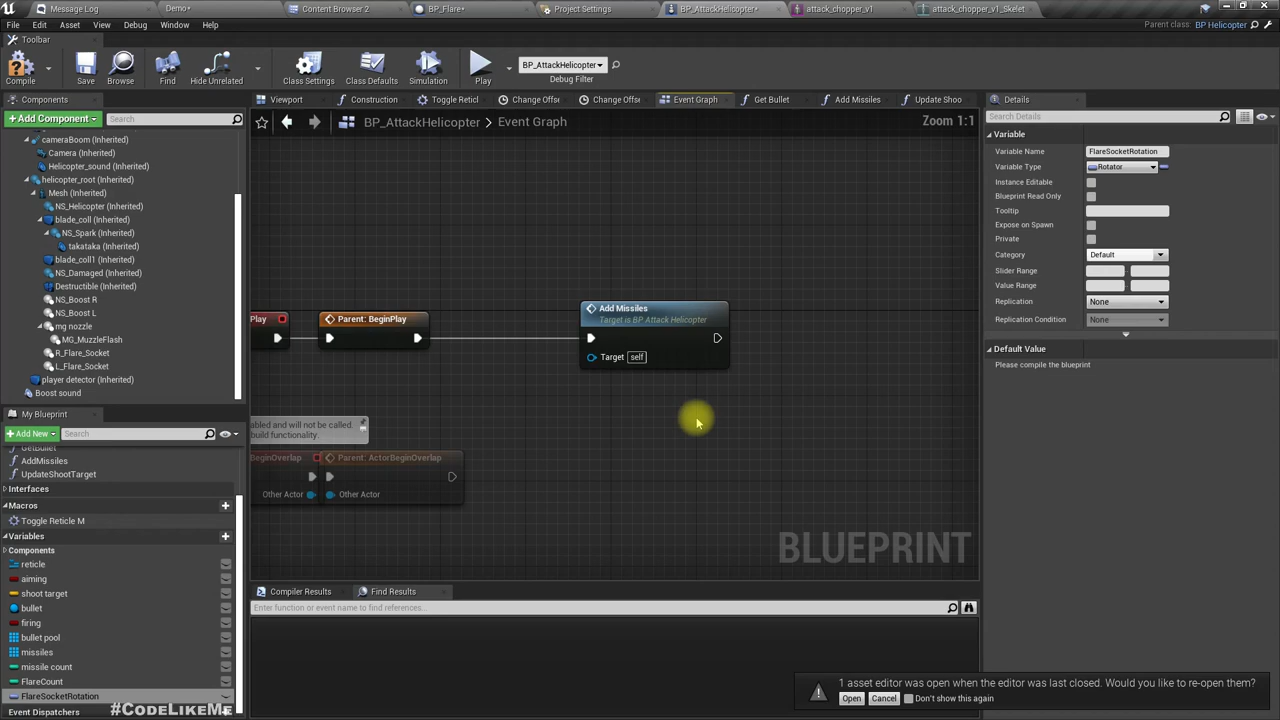 Message Log
Demo*
Content Browser 2
BP_Flare*
Project Settings
BP_AttackHelicopter*
attack_chopper_v1
attack_chopper_v1_Skelet
File Edit Asset View Debug Window Help
Parent class: BP Helicopter
Toolbar
Compile
Save
Browse
Find
Hide Unrelated
Class Settings
Class Defaults
Simulation
Play
BP_AttackHelicopter
Debug Filter
Components
+ Add Component
Search
cameraBoom (Inherited)
Camera (Inherited)
Helicopter_sound (Inherited)
helicopter_root (Inherited)
Mesh (Inherited)
NS_Helicopter (Inherited)
blade_coll (Inherited)
NS_Spark (Inherited)
takataka (Inherited)
blade_coll1 (Inherited)
NS_Damaged (Inherited)
Destructible (Inherited)
NS_Boost R
NS_Boost L
mg nozzle
MG_MuzzleFlash
R_Flare_Socket
L_Flare_Socket
player detector (Inherited)
Boost sound
My Blueprint
+ Add New
Search
GetBullet
AddMissiles
UpdateShootTarget
Interfaces
Macros
Toggle Reticle M
Variables
Components
reticle
aiming
shoot target
bullet
firing
bullet pool
missiles
missile count
FlareCount
FlareSocketRotation
Event Dispatchers
#CodeLikeMe
Viewport
Construction
Toggle Reticl
Change Offse
Change Offse
Event Graph
Get Bullet
Add Missiles
Update Shoo
BP_AttackHelicopter > Event Graph
Zoom 1:1
Play
Parent: BeginPlay
Add Missiles
Target is BP Attack Helicopter
Target self
abled and will not be called.
build functionality.
BeginOverlap
Parent: ActorBeginOverlap
Other Actor
Other Actor
BLUEPRINT
Compiler Results
Find Results
Enter function or event name to find references...
Details
Search Details
Variable
Variable Name FlareSocketRotation
Variable Type Rotator
Instance Editable
Blueprint Read Only
Tooltip
Expose on Spawn
Private
Category Default
Slider Range
Value Range
Replication None
Replication Condition None
Default Value
Please compile the blueprint
1 asset editor was open when the editor was last closed. Would you like to re-open them?
Open Cancel Don't show this again